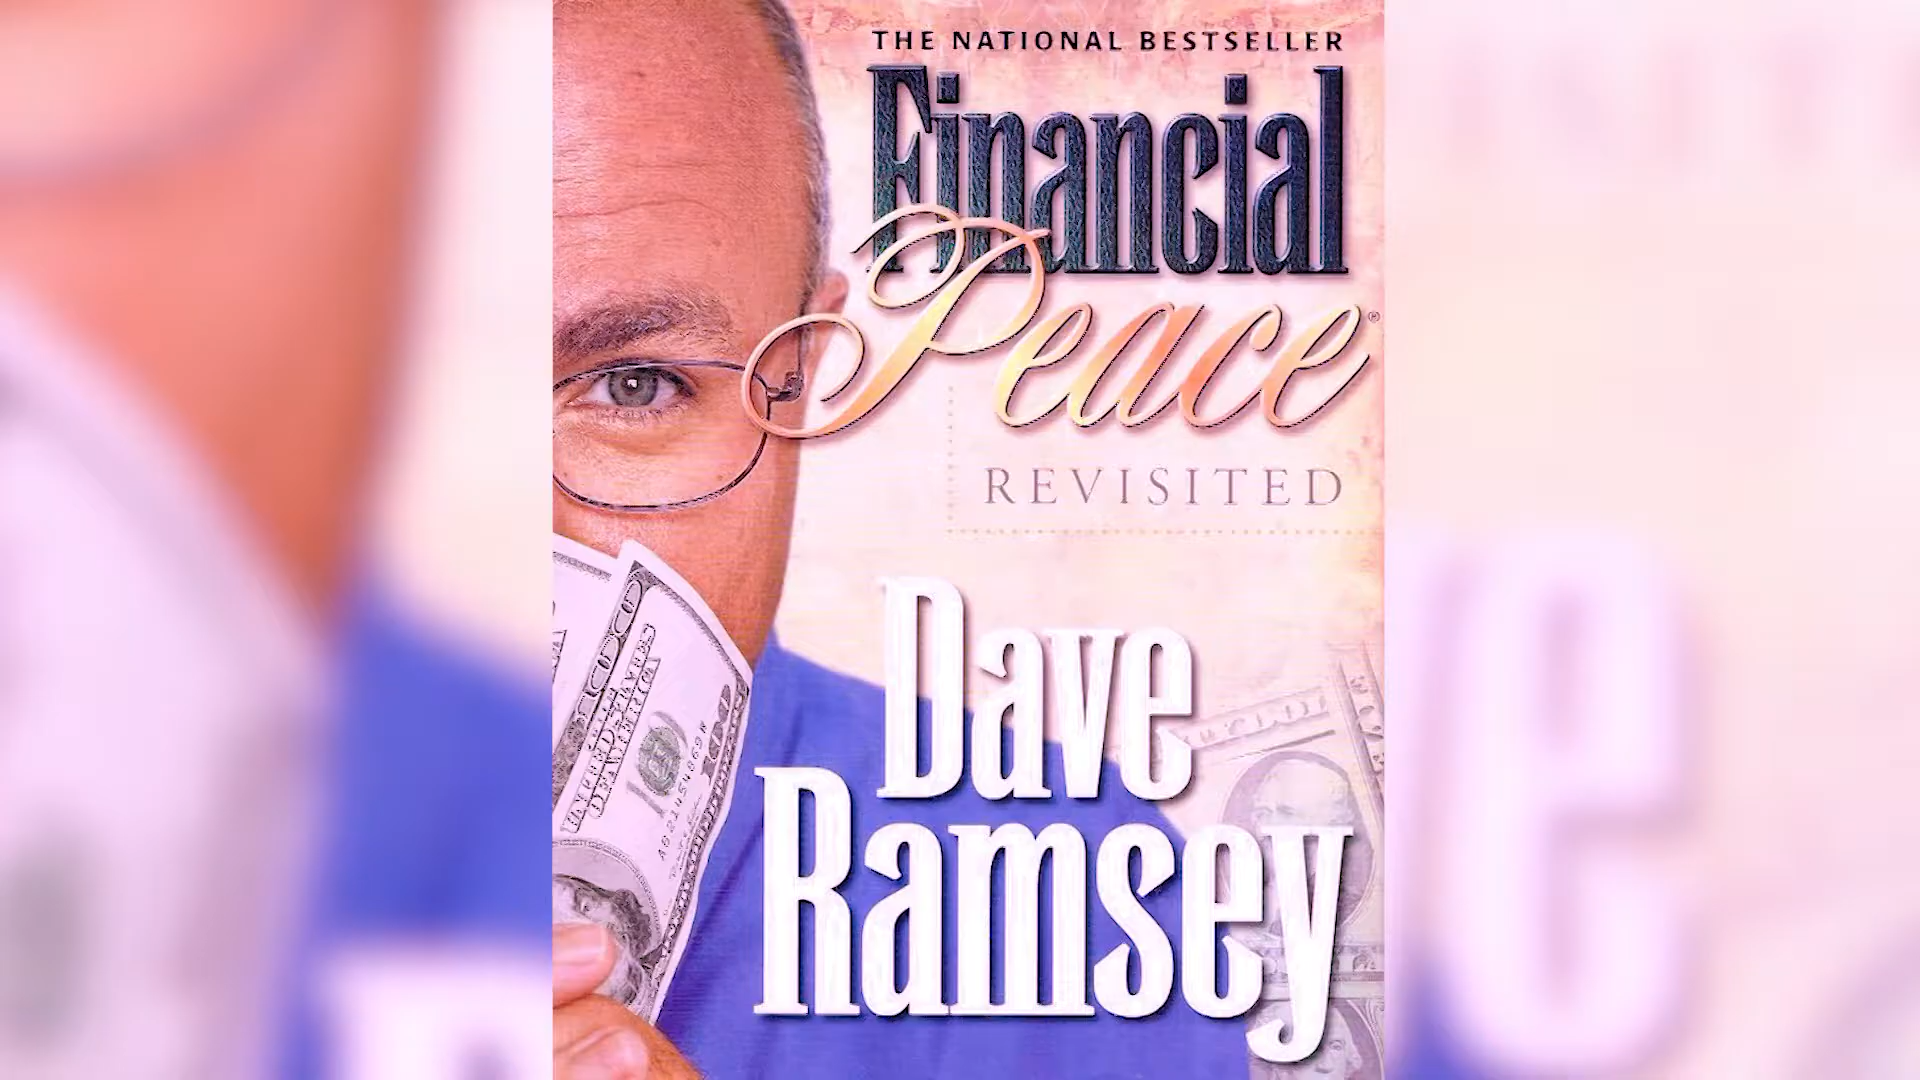 THE NATIONAL BESTSELLER
Financial
Peace®
REVISITED
Dave
Ramsey